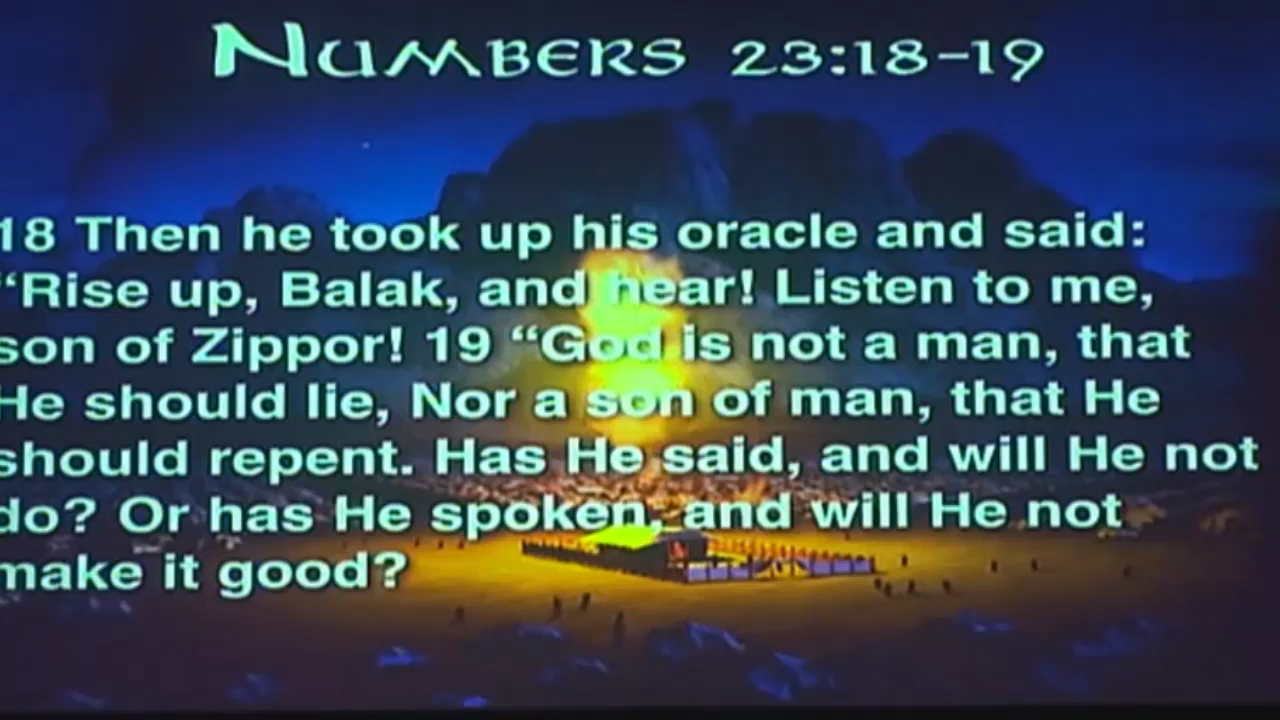 Numbers 23:18-19
18 Then he took up his oracle and said:
“Rise up, Balak, and hear! Listen to me,
son of Zippor! 19 “God is not a man, that
He should lie, Nor a son of man, that He
should repent. Has He said, and will He not
do? Or has He spoken, and will He not
make it good?